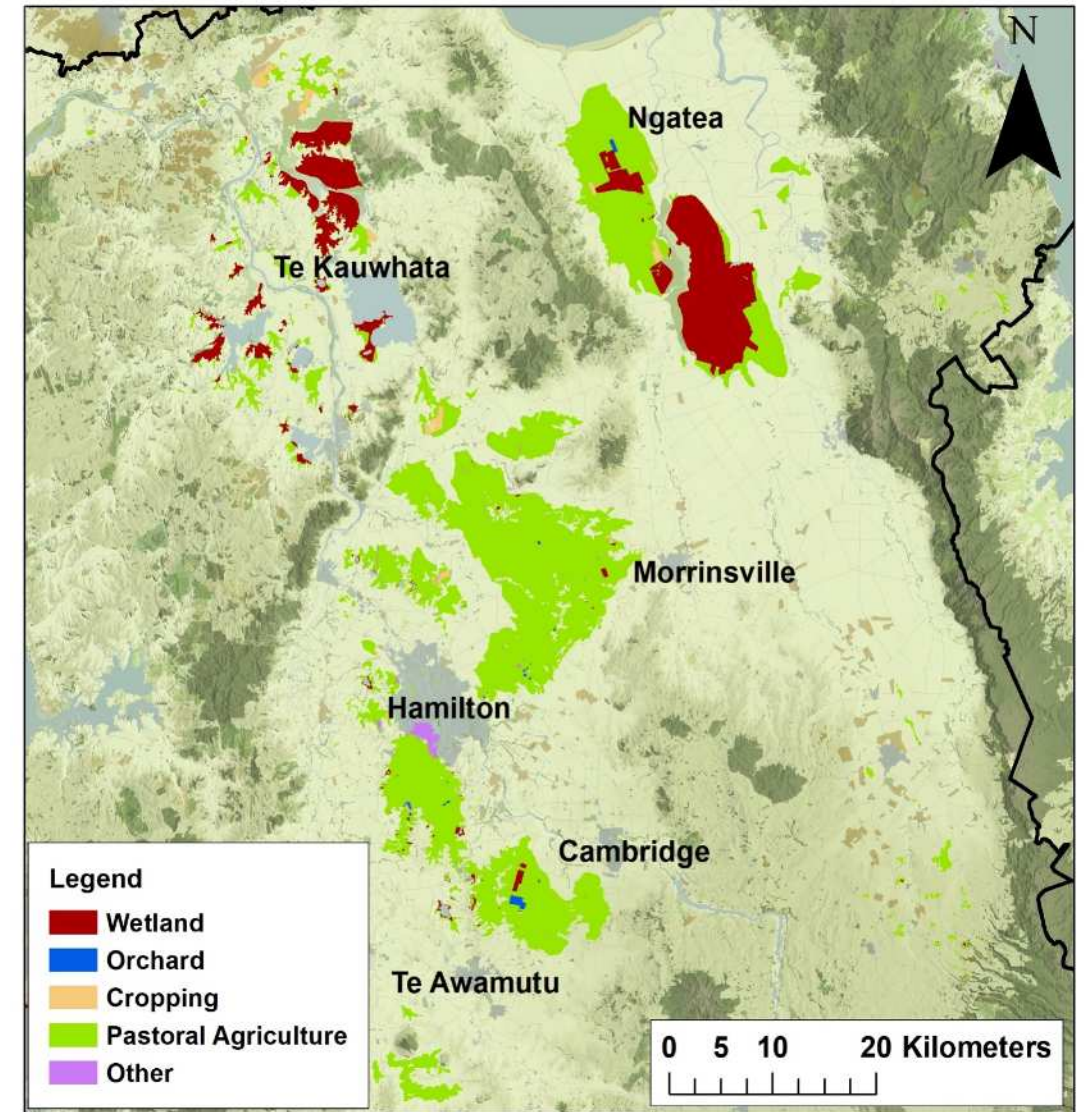 N
Ngatea
Te Kauwhata
Morrinsville
Hamilton
Cambridge
Te Awamutu
Legend
Wetland
Orchard
Cropping
Pastoral Agriculture
Other
0 5 10 20 Kilometers